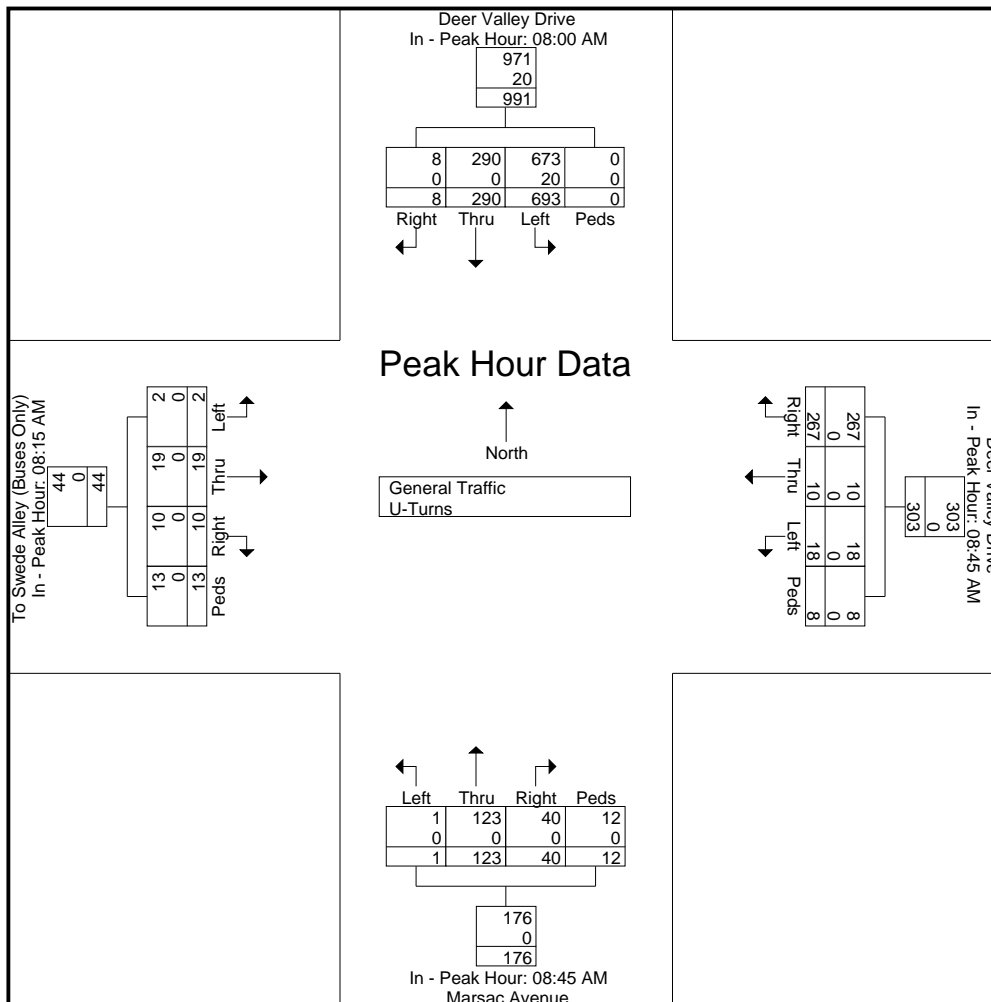 Deer Valley Drive
In - Peak Hour: 08:00 AM
971
20
991
8 290 673 0
0 0 20 0
8 290 693 0
Right Thru Left Peds
Peak Hour Data
North
General Traffic
U-Turns
To Swede Alley (Buses Only)
In - Peak Hour: 08:15 AM
44
0
44
Left Thru Right Peds
2 19 10 13
0 0 0 0
2 19 10 13
Deer Valley Drive
In - Peak Hour: 08:45 AM
303
0
303
267 10 18 8
0 0 0 0
267 10 18 8
Right Thru Left Peds
Left Thru Right Peds
1 123 40 12
0 0 0 0
1 123 40 12
176
0
176
In - Peak Hour: 08:45 AM
Marsac Avenue